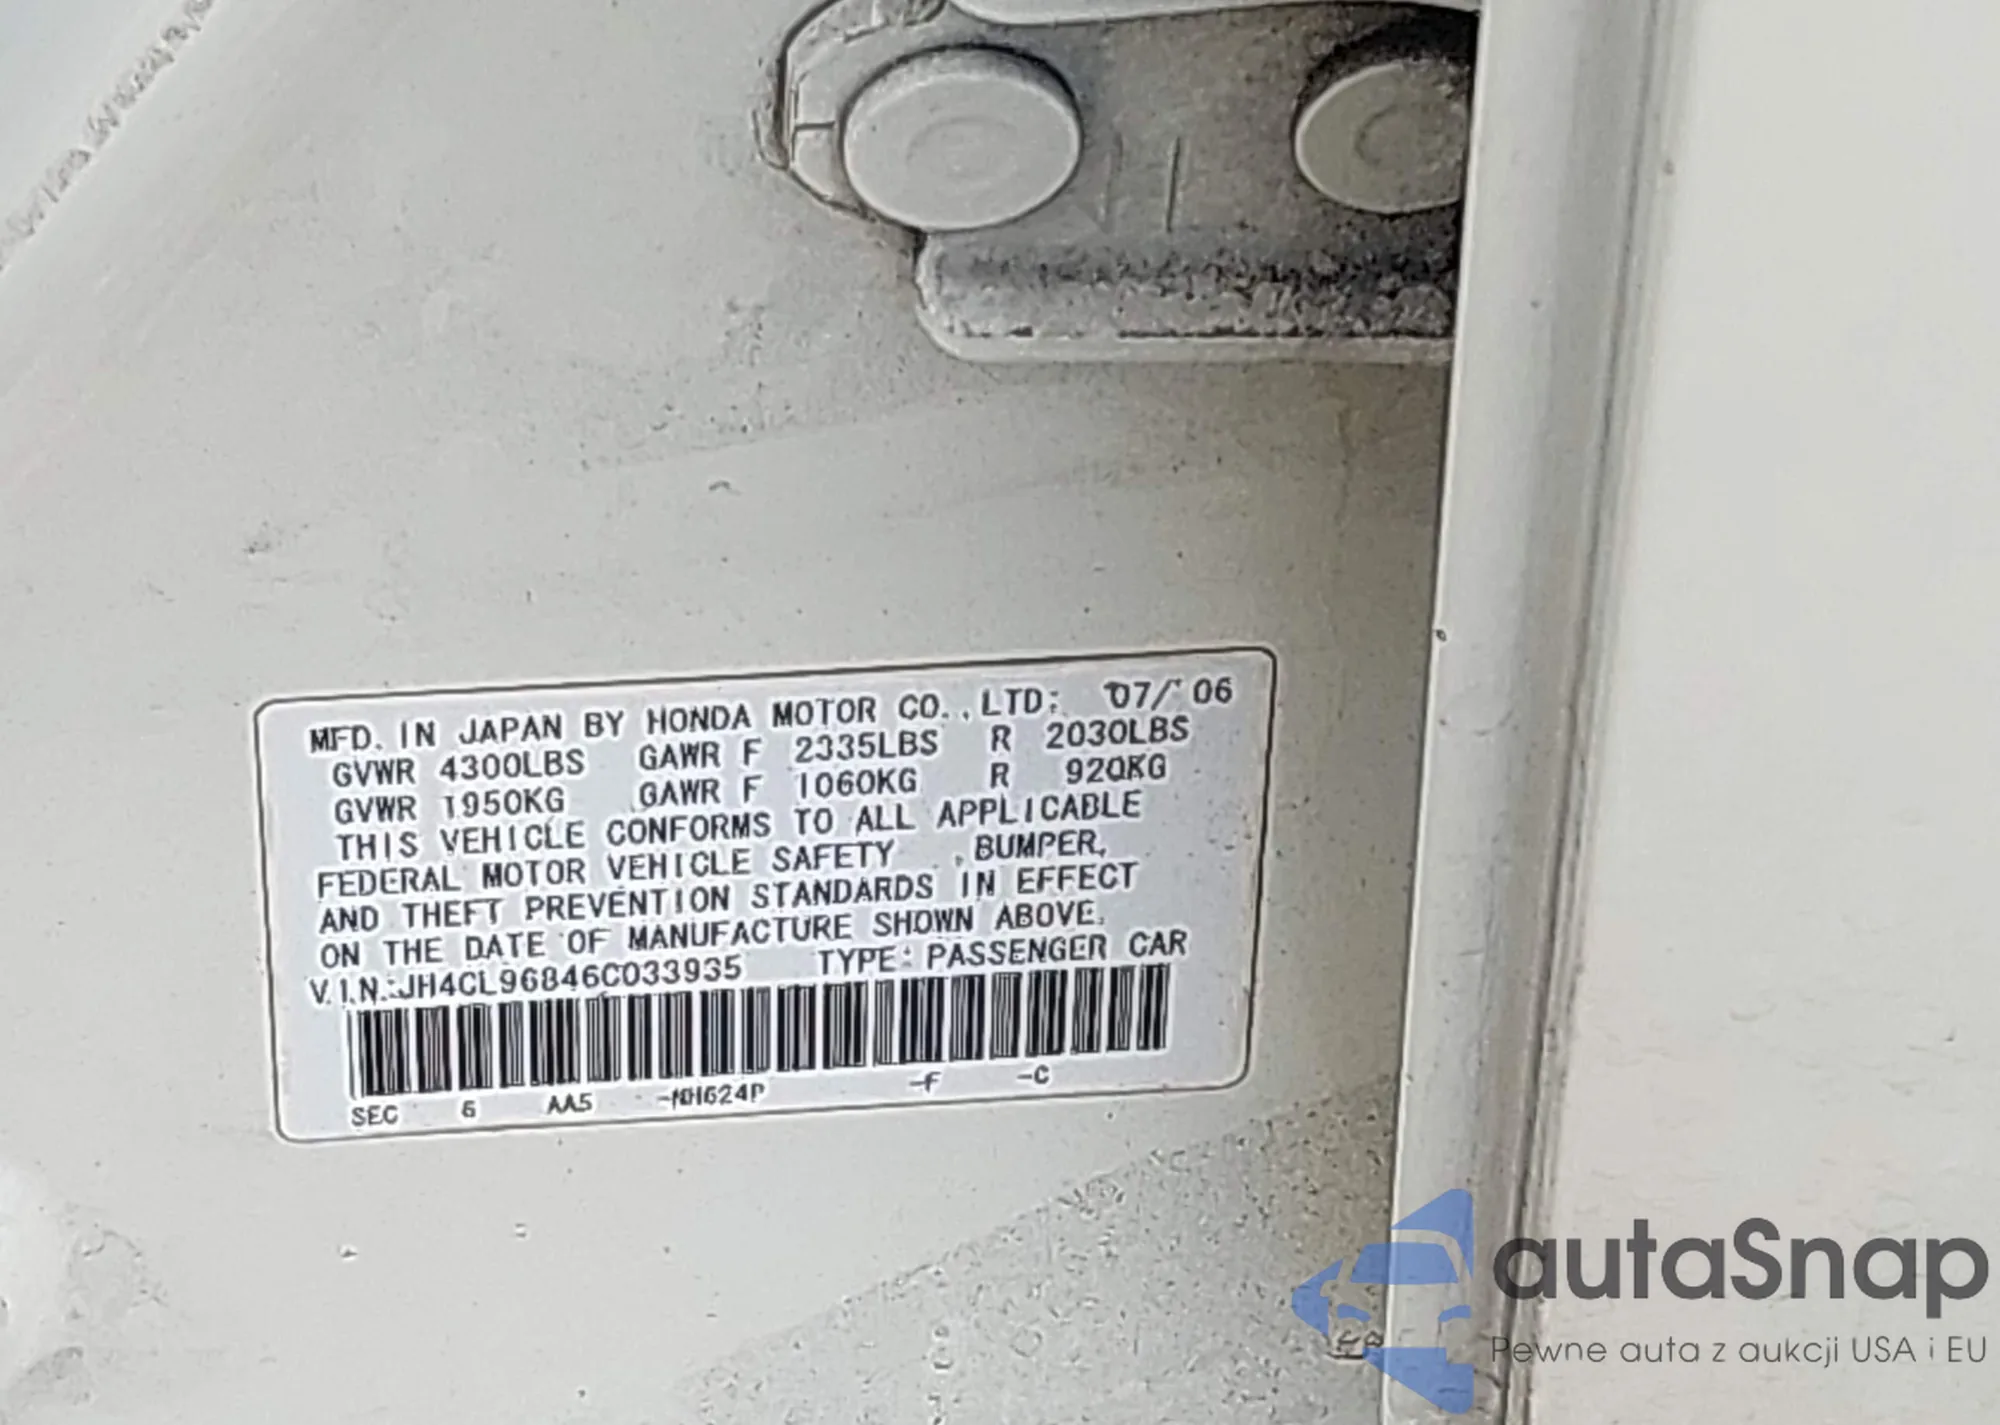 MFD. IN JAPAN BY HONDA MOTOR CO., LTD: 07/'06
GVWR 4300LBS GAWR F 2335LBS R 2030LBS
GVWR 1950KG GAWR F 1060KG R 920KG
THIS VEHICLE CONFORMS TO ALL APPLICABLE
FEDERAL MOTOR VEHICLE SAFETY , BUMPER,
AND THEFT PREVENTION STANDARDS IN EFFECT
ON THE DATE OF MANUFACTURE SHOWN ABOVE.
V.I.N.:JH4CL96846C033935 TYPE: PASSENGER CAR
SEC 6 AA5 -NH624P -F -C
autaSnap
Pewne auta z aukcji USA i EU